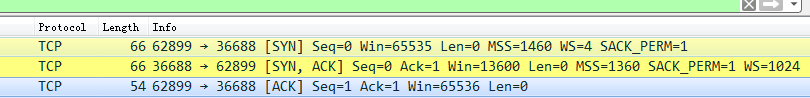 Protocol Length Info
TCP 66 62899 → 36688 [SYN] Seq=0 Win=65535 Len=0 MSS=1460 WS=4 SACK_PERM=1
TCP 66 36688 → 62899 [SYN, ACK] Seq=0 Ack=1 Win=13600 Len=0 MSS=1360 SACK_PERM=1 WS=1024
TCP 54 62899 → 36688 [ACK] Seq=1 Ack=1 Win=65536 Len=0